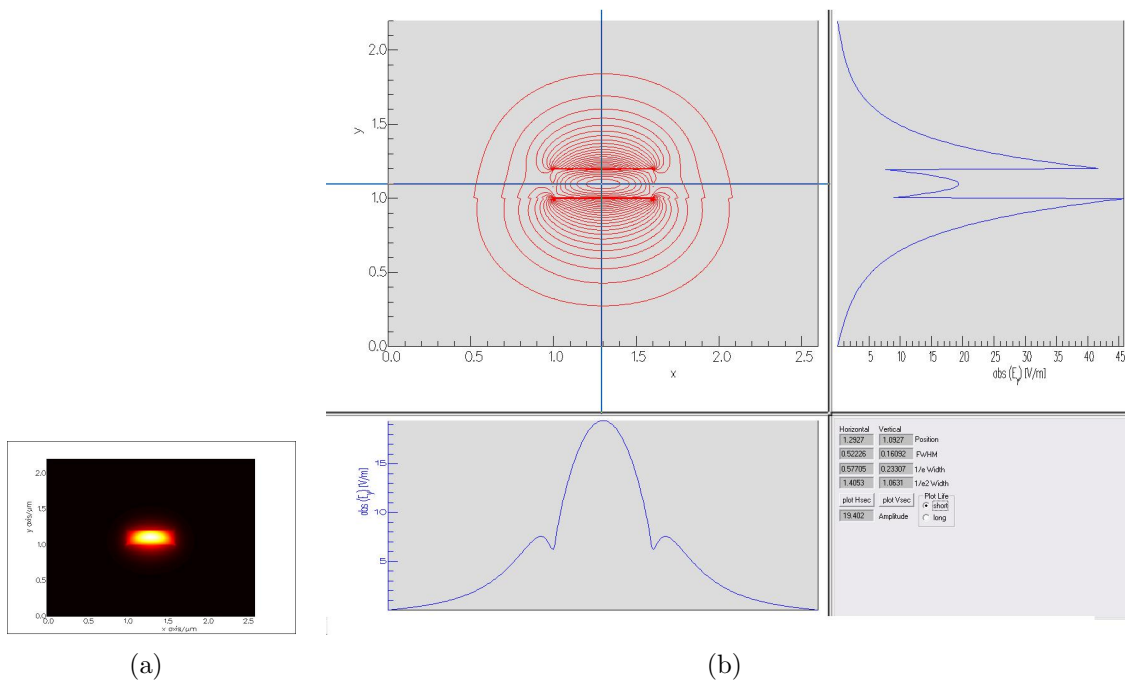 2.0
1.5
1.0
0.5
0.0
y
0.0 0.5 1.0 1.5 2.0 2.5
x
5 10 15 20 25 30 35 40 45
abs (E_y) [V/m]
15
10
5
abs (E_y) [V/m]
Horizontal Vertical
1.2927 1.0927 Position
0.52226 0.16092 FWHM
0.57705 0.23307 1/e Width
1.4053 1.0631 1/e2 Width
plot Hsec plot Vsec Plot Life
short
long
19.402 Amplitude
2.0
1.5
1.0
0.5
0.0
y axis/μm
0.0 0.5 1.0 1.5 2.0 2.5
x axis/μm
(a)
(b)